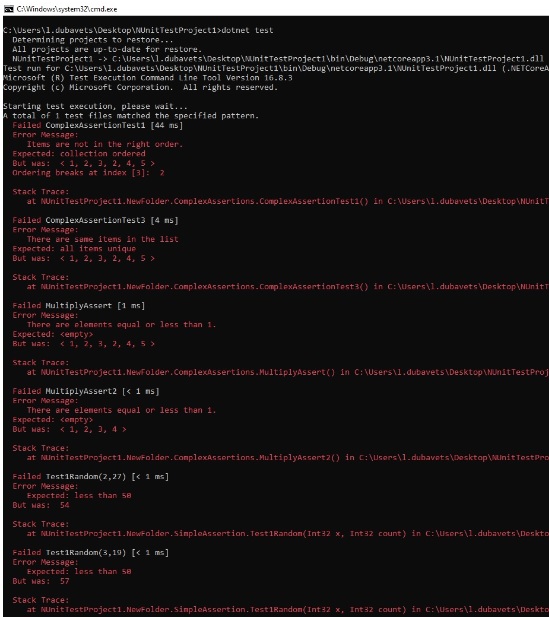 C:\Windows\system32\cmd.exe
C:\Users\l.dubavets\Desktop\NUnitTestProject1>dotnet test
Determining projects to restore...
All projects are up-to-date for restore.
NUnitTestProject1 -> C:\Users\l.dubavets\Desktop\NUnitTestProject1\bin\Debug\netcoreapp3.1\NUnitTestProject1.dll
Test run for C:\Users\l.dubavets\Desktop\NUnitTestProject1\bin\Debug\netcoreapp3.1\NUnitTestProject1.dll (.NETCoreA
Microsoft (R) Test Execution Command Line Tool Version 16.8.3
Copyright (c) Microsoft Corporation.  All rights reserved.
Starting test execution, please wait...
A total of 1 test files matched the specified pattern.
Failed ComplexAssertionTest1 [44 ms]
Error Message:
Items are not in the right order.
Expected: collection ordered
But was:  < 1, 2, 3, 2, 4, 5 >
Ordering breaks at index [3]:  2
Stack Trace:
at NUnitTestProject1.NewFolder.ComplexAssertions.ComplexAssertionTest1() in C:\Users\l.dubavets\Desktop\NUnitT
Failed ComplexAssertionTest3 [4 ms]
Error Message:
There are same items in the list
Expected: all items unique
But was:  < 1, 2, 3, 2, 4, 5 >
Stack Trace:
at NUnitTestProject1.NewFolder.ComplexAssertions.ComplexAssertionTest3() in C:\Users\l.dubavets\Desktop\NUnitT
Failed MultiplyAssert [1 ms]
Error Message:
There are elements equal or less than 1.
Expected: <empty>
But was:  < 1, 2, 3, 2, 4, 5 >
Stack Trace:
at NUnitTestProject1.NewFolder.ComplexAssertions.MultiplyAssert() in C:\Users\l.dubavets\Desktop\NUnitTestProj
Failed MultiplyAssert2 [< 1 ms]
Error Message:
There are elements equal or less than 1.
Expected: <empty>
But was:  < 1, 2, 3, 4 >
Stack Trace:
at NUnitTestProject1.NewFolder.ComplexAssertions.MultiplyAssert2() in C:\Users\l.dubavets\Desktop\NUnitTestPro
Failed Test1Random(2,27) [< 1 ms]
Error Message:
Expected: less than 50
But was:  54
Stack Trace:
at NUnitTestProject1.NewFolder.SimpleAssertion.Test1Random(Int32 x, Int32 count) in C:\Users\l.dubavets\Deskto
Failed Test1Random(3,19) [< 1 ms]
Error Message:
Expected: less than 50
But was:  57
Stack Trace:
at NUnitTestProject1.NewFolder.SimpleAssertion.Test1Random(Int32 x, Int32 count) in C:\Users\l.dubavets\Deskto